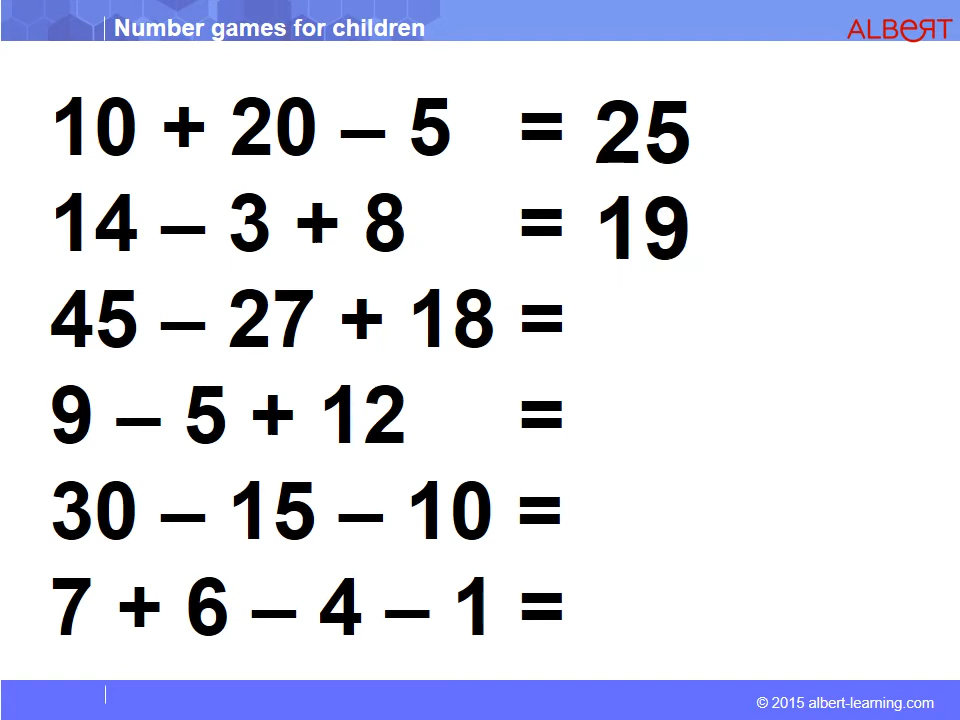 Number games for children
ALBERT
10 + 20 – 5 = 25
14 – 3 + 8 = 19
45 – 27 + 18 =
9 – 5 + 12 =
30 – 15 – 10 =
7 + 6 – 4 – 1 =
© 2015 albert-learning.com